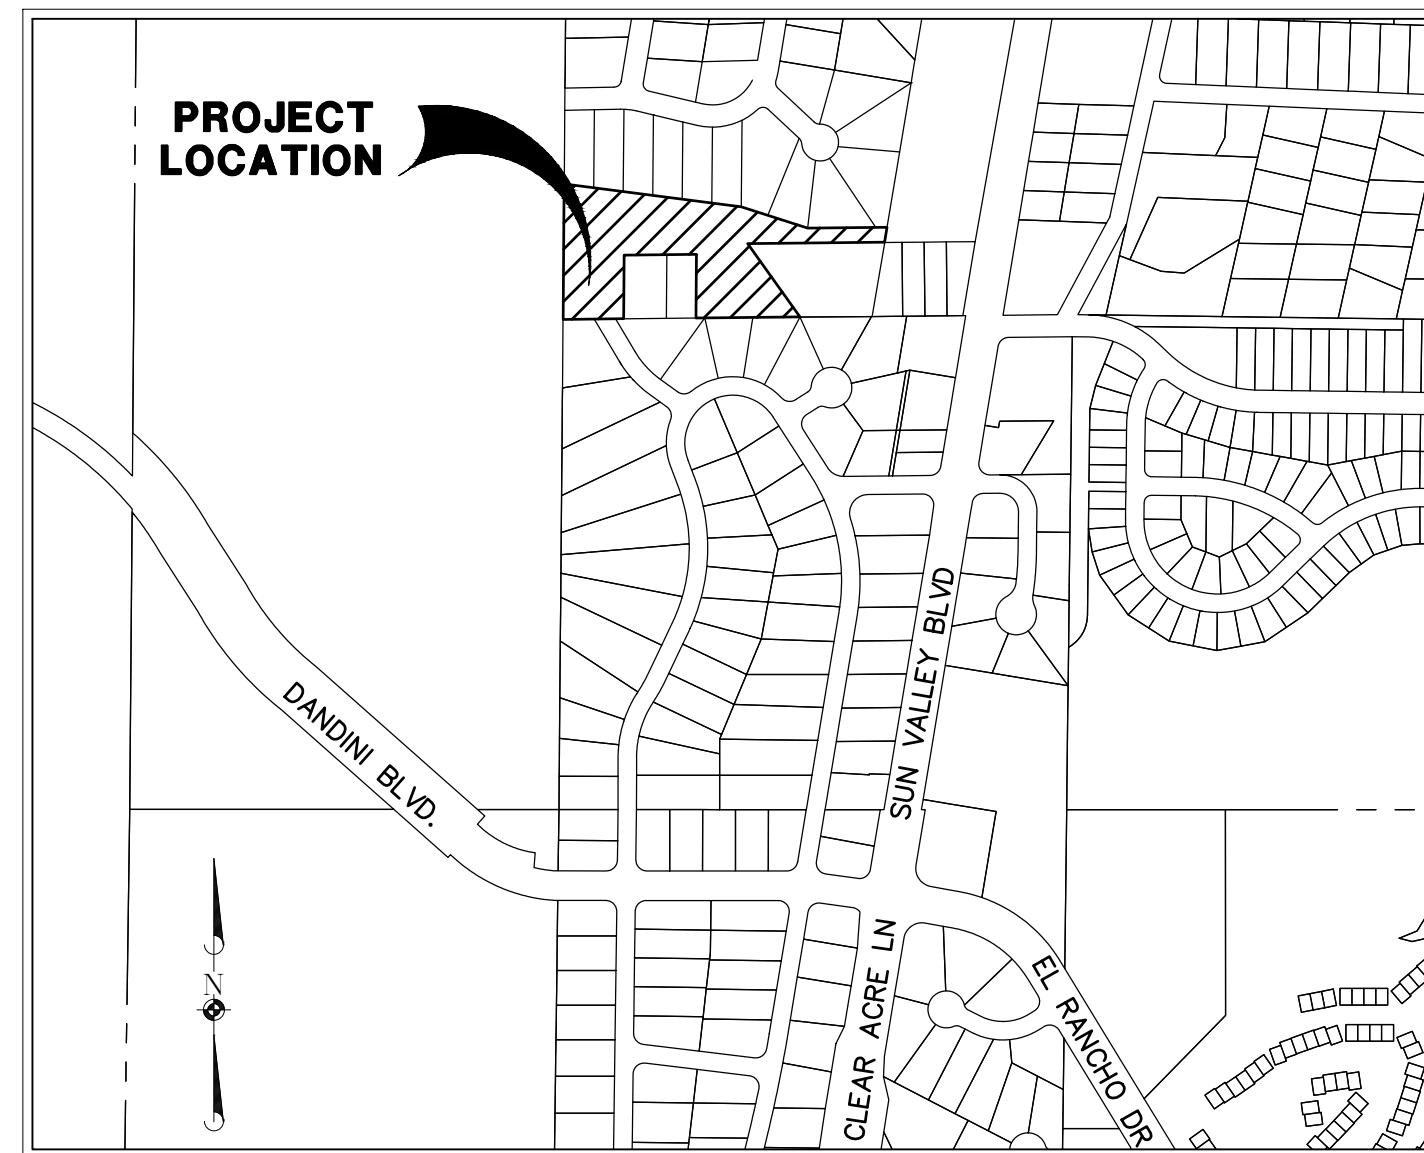 PROJECT
LOCATION
SUN VALLEY BLVD
DANDINI BLVD.
CLEAR ACRE LN
EL RANCHO DR
N